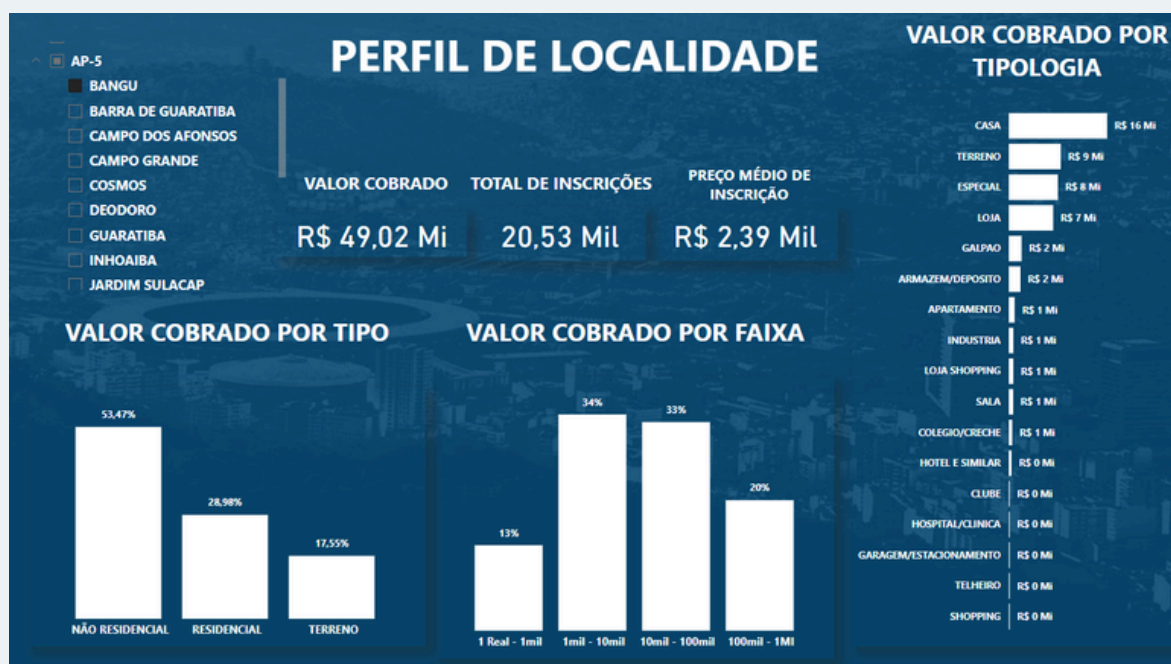 AP-5
BANGU
BARRA DE GUARATIBA
CAMPO DOS AFONSOS
CAMPO GRANDE
COSMOS
DEODORO
GUARATIBA
INHOAIBA
JARDIM SULACAP
PERFIL DE LOCALIDADE
VALOR COBRADO
R$ 49,02 Mi
TOTAL DE INSCRIÇÕES
20,53 Mil
PREÇO MÉDIO DE
INSCRIÇÃO
R$ 2,39 Mil
VALOR COBRADO POR TIPO
53,47%
28,98%
17,55%
NÃO RESIDENCIAL
RESIDENCIAL
TERRENO
VALOR COBRADO POR FAIXA
13%
34%
33%
20%
1 Real - 1mil
1mil - 10mil
10mil - 100mil
100mil - 1MI
VALOR COBRADO POR
TIPOLOGIA
CASA R$ 16 Mi
TERRENO R$ 9 Mi
ESPECIAL R$ 8 Mi
LOJA R$ 7 Mi
GALPAO R$ 2 Mi
ARMAZEM/DEPOSITO R$ 2 Mi
APARTAMENTO R$ 1 Mi
INDUSTRIA R$ 1 Mi
LOJA SHOPPING R$ 1 Mi
SALA R$ 1 Mi
COLEGIO/CRECHE R$ 1 Mi
HOTEL E SIMILAR R$ 0 Mi
CLUBE R$ 0 Mi
HOSPITAL/CLINICA R$ 0 Mi
GARAGEM/ESTACIONAMENTO R$ 0 Mi
TELHEIRO R$ 0 Mi
SHOPPING R$ 0 Mi